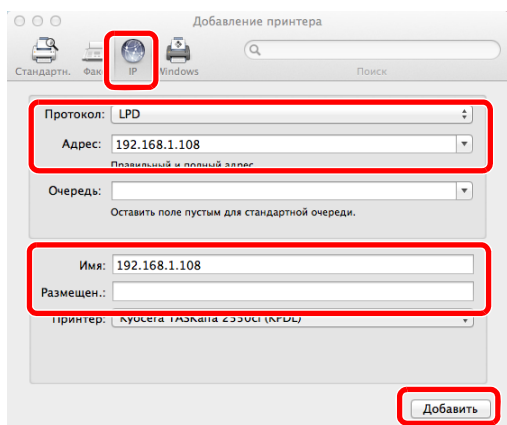 Добавление принтера
Стандартн. Факс IP Windows Поиск
Протокол: LPD
Адрес: 192.168.1.108
Правильный и полный адрес.
Очередь:
Оставить поле пустым для стандартной очереди.
Имя: 192.168.1.108
Размещен.:
Принтер: Kyocera TASKalfa 2550ci (KPDL)
Добавить